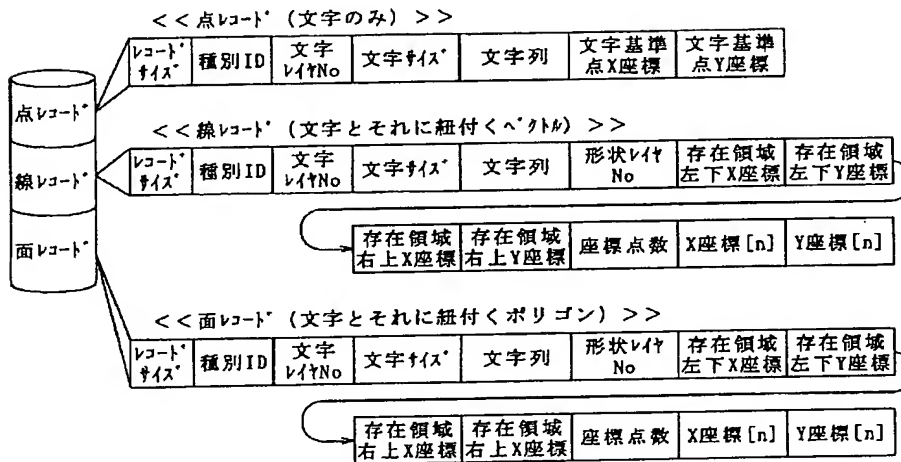 <<点ﾚｺｰﾄﾞ(文字のみ)>>
ﾚｺｰﾄﾞ
ｻｲｽﾞ
種別ID
文字
ﾚｲﾔNo
文字ｻｲｽﾞ
文字列
文字基準
点X座標
文字基準
点Y座標
点ﾚｺｰﾄﾞ
線ﾚｺｰﾄﾞ
面ﾚｺｰﾄﾞ
<<線ﾚｺｰﾄﾞ(文字とそれに紐付くﾍﾞｸﾄﾙ)>>
ﾚｺｰﾄﾞ
ｻｲｽﾞ
種別ID
文字
ﾚｲﾔNo
文字ｻｲｽﾞ
文字列
形状ﾚｲﾔ
No
存在領域
左下X座標
存在領域
左下Y座標
存在領域
右上X座標
存在領域
右上Y座標
座標点数
X座標[n]
Y座標[n]
<<面ﾚｺｰﾄﾞ(文字とそれに紐付くポリゴン)>>
ﾚｺｰﾄﾞ
ｻｲｽﾞ
種別ID
文字
ﾚｲﾔNo
文字ｻｲｽﾞ
文字列
形状ﾚｲﾔ
No
存在領域
左下X座標
存在領域
左下Y座標
存在領域
右上X座標
存在領域
右上X座標
座標点数
X座標[n]
Y座標[n]